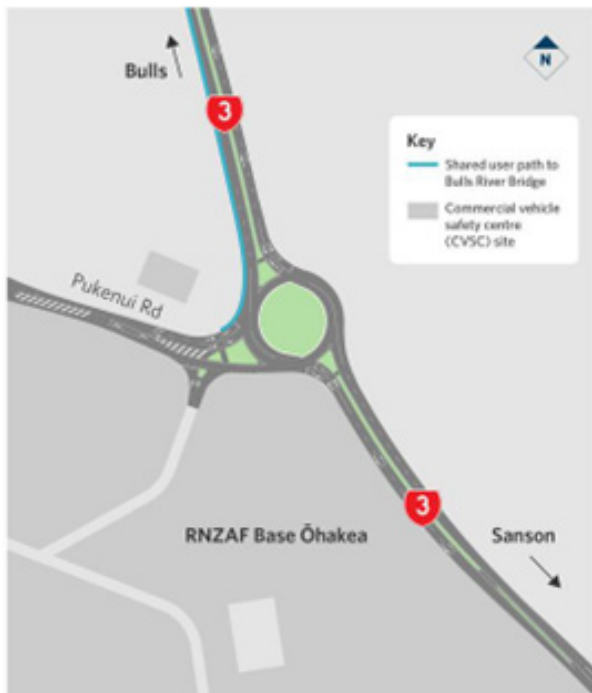 Bulls
N
3
Key
Shared user path to
Bulls River Bridge
Commercial vehicle
safety centre
(CVSC) site
Pukenui Rd
3
RNZAF Base Ōhakea
Sanson